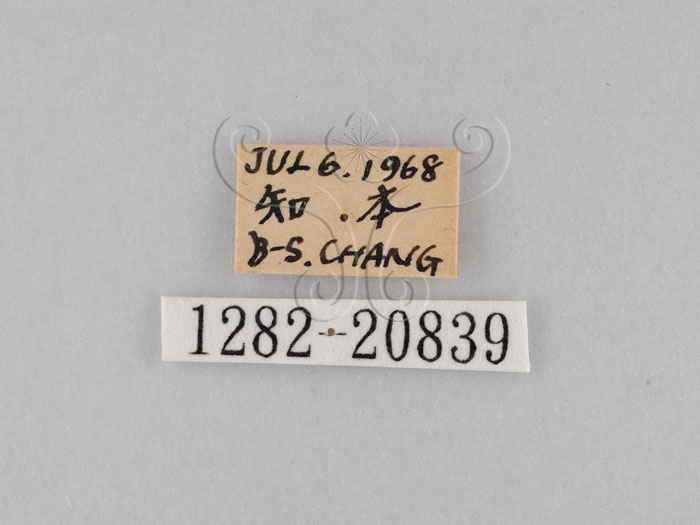 JUL 6. 1968
知本
B-S. CHANG
1282-20839